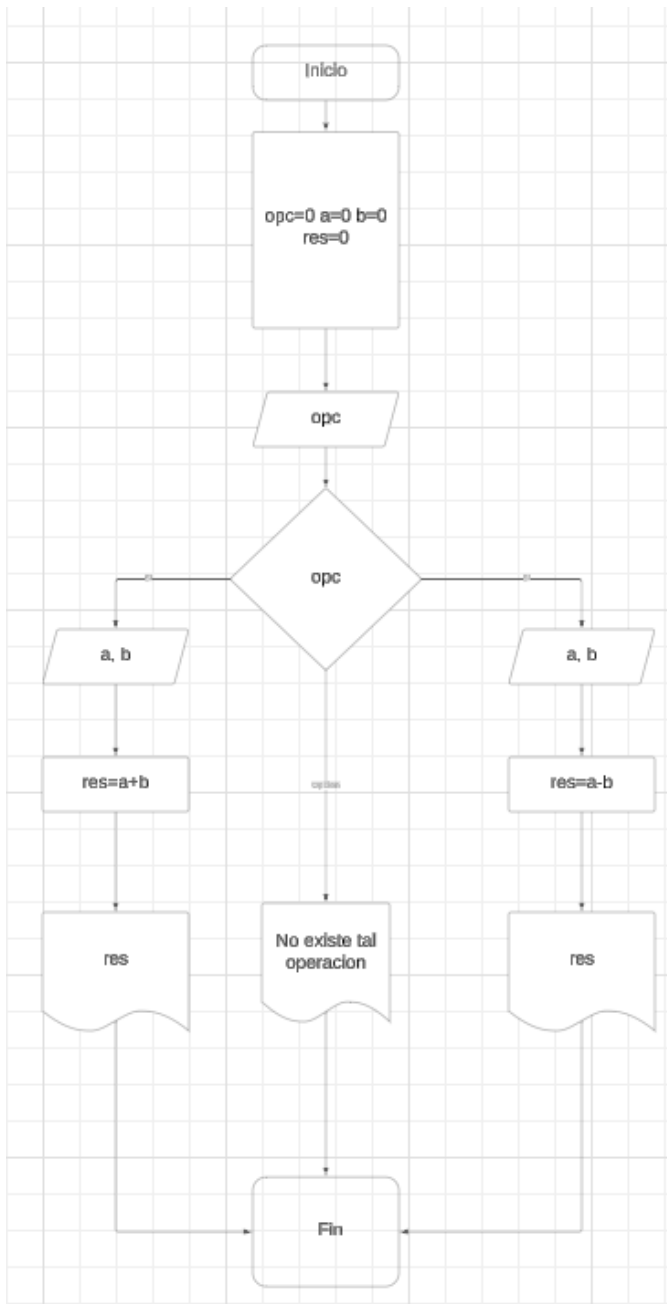 Inicio
opc=0 a=0 b=0
res=0
opc
opc
a, b
a, b
res=a+b
res=a-b
res
No existe tal
operacion
res
Fin